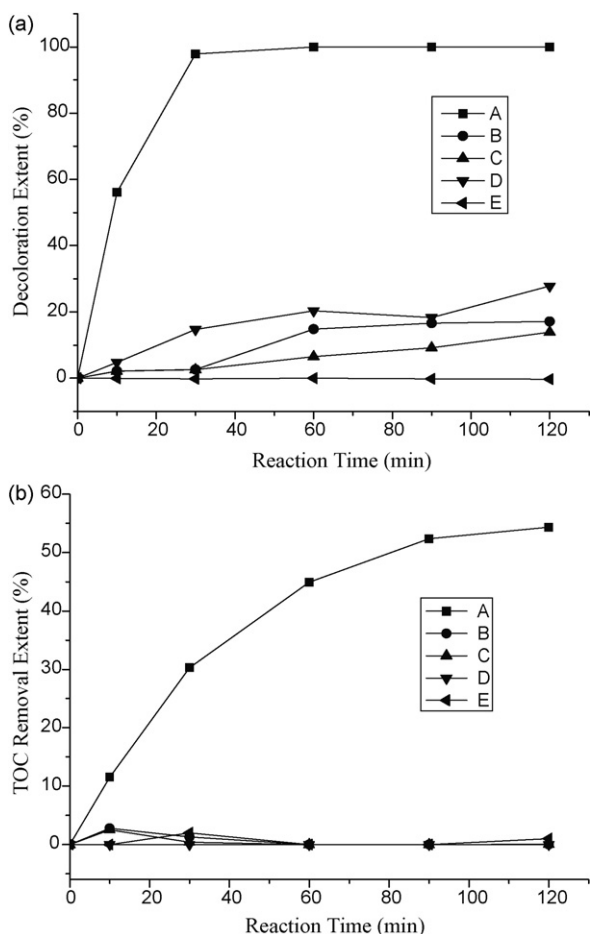 (a)
100
80
60
40
20
0
Decoloration Extent (%)
A
B
C
D
E
0 20 40 60 80 100 120
Reaction Time (min)
(b)
60
50
40
30
20
10
0
TOC Removal Extent (%)
A
B
C
D
E
0 20 40 60 80 100 120
Reaction Time (min)